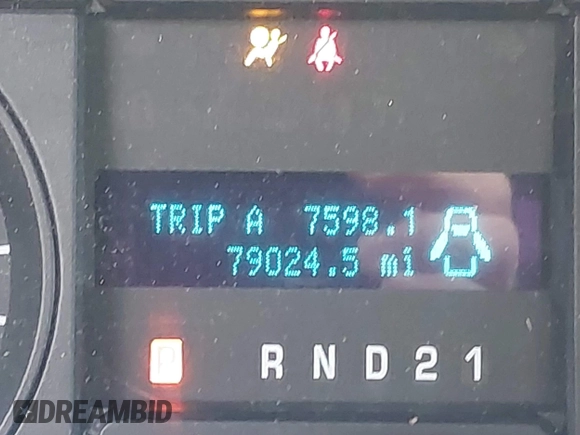 TRIP A 7598.1
79024.5 mi
P R N D 2 1
DREAMBID